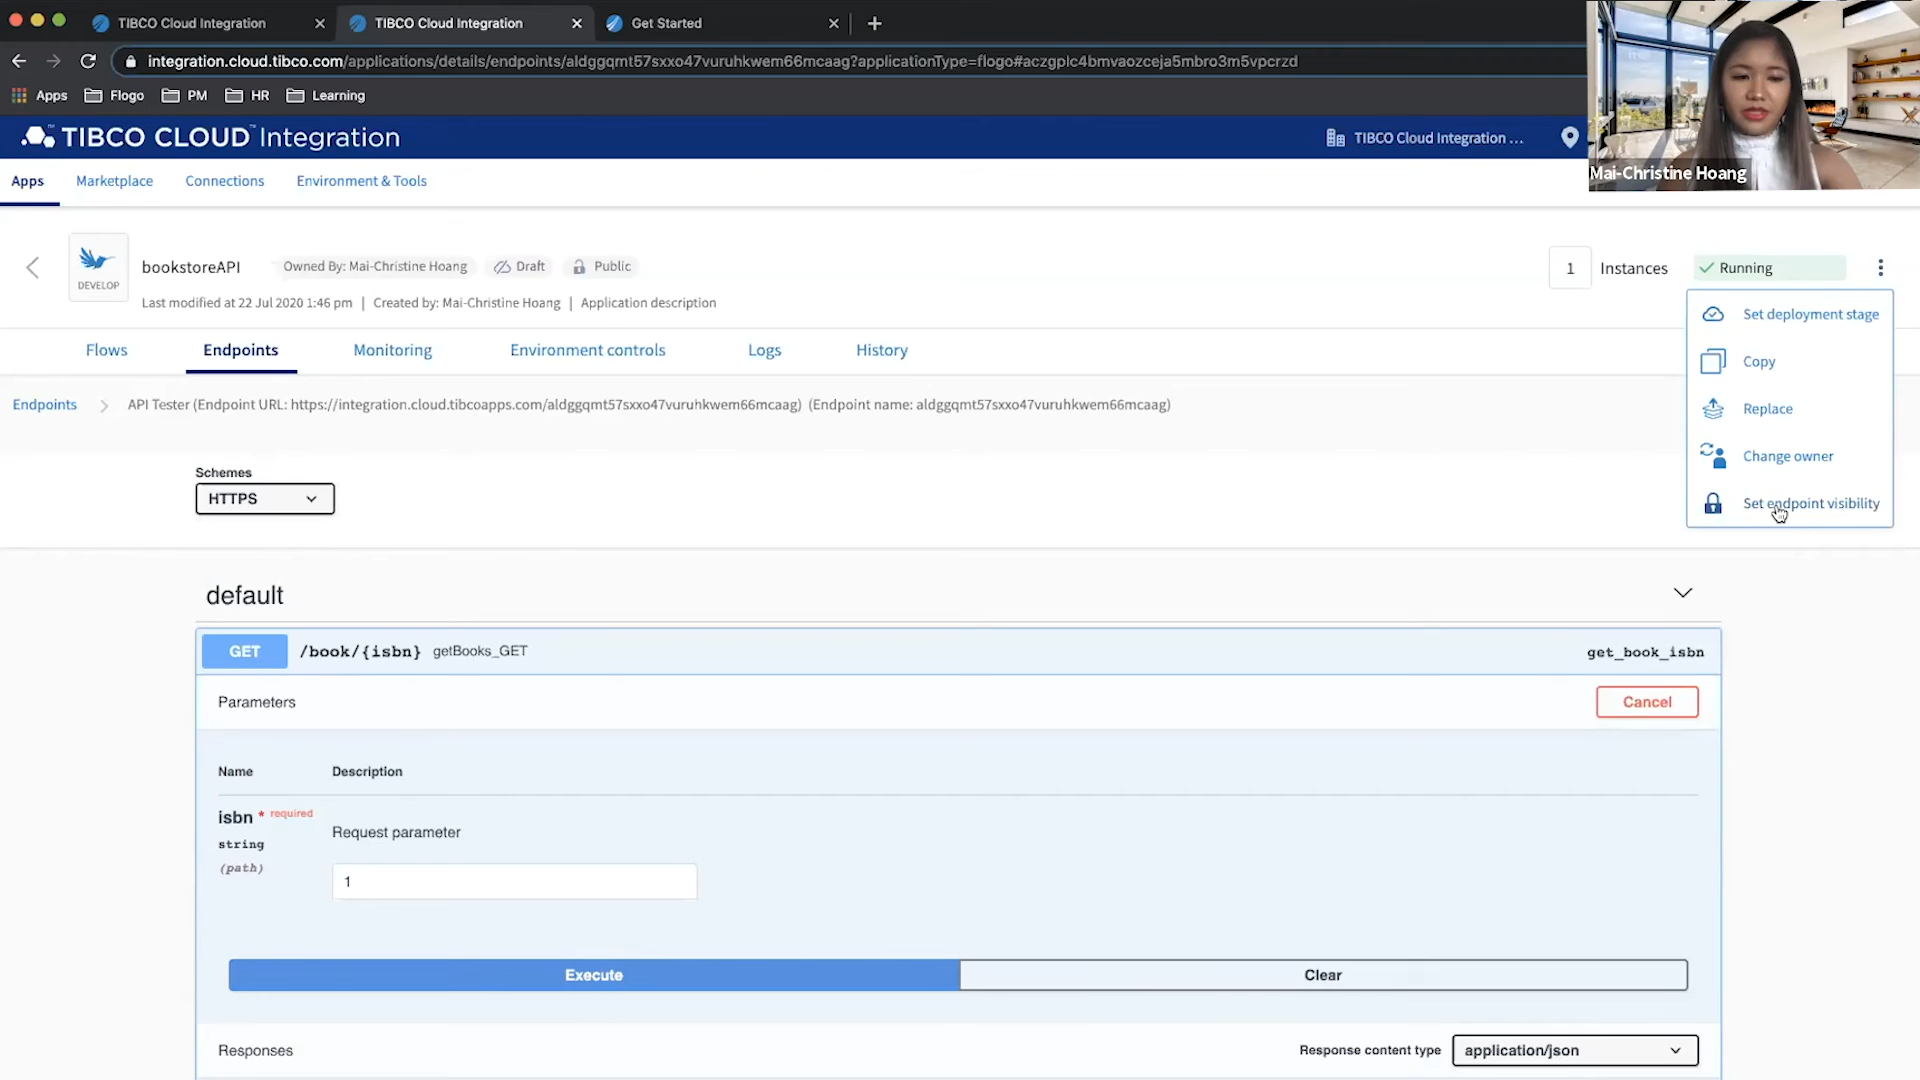 TIBCO Cloud Integration
TIBCO Cloud Integration
Get Started
integration.cloud.tibco.com/applications/details/endpoints/aldggqmt57sxxo47vuruhkwem66mcaag?applicationType=flogo#aczgplc4bmvaozceja5mbro3m5vpcrzd
Apps Flogo PM HR Learning
TIBCO CLOUD™ Integration
TIBCO Cloud Integration ...
Mai-Christine Hoang
Apps Marketplace Connections Environment & Tools
DEVELOP
bookstoreAPI Owned By: Mai-Christine Hoang Draft Public
Last modified at 22 Jul 2020 1:46 pm | Created by: Mai-Christine Hoang | Application description
1 Instances Running
Set deployment stage
Copy
Replace
Change owner
Set endpoint visibility
Flows Endpoints Monitoring Environment controls Logs History
Endpoints API Tester (Endpoint URL: https://integration.cloud.tibcoapps.com/aldggqmt57sxxo47vuruhkwem66mcaag) (Endpoint name: aldggqmt57sxxo47vuruhkwem66mcaag)
Schemes
HTTPS
default
GET /book/{isbn} getBooks_GET get_book_isbn
Parameters Cancel
Name Description
isbn * required
string
(path)
Request parameter
1
Execute Clear
Responses Response content type application/json